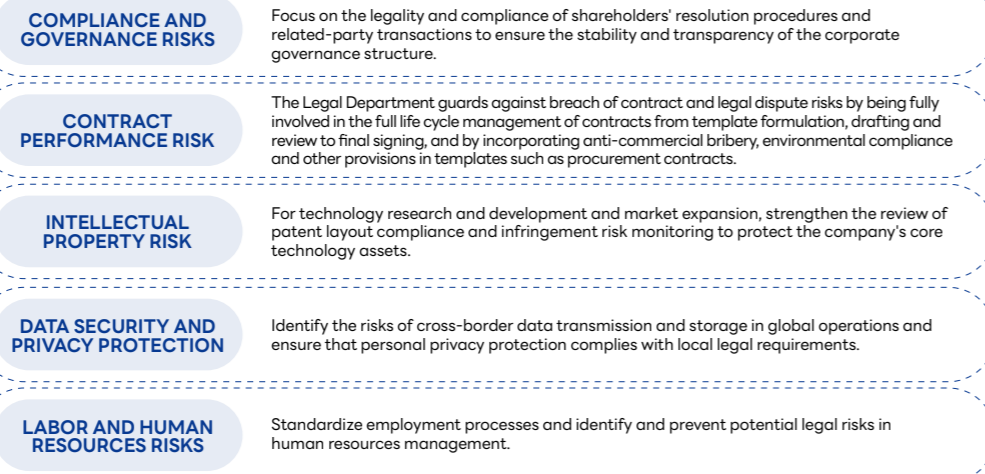 COMPLIANCE AND
GOVERNANCE RISKS
Focus on the legality and compliance of shareholders' resolution procedures and
related-party transactions to ensure the stability and transparency of the corporate
governance structure.
CONTRACT
PERFORMANCE RISK
The Legal Department guards against breach of contract and legal dispute risks by being fully
involved in the full life cycle management of contracts from template formulation, drafting and
review to final signing, and by incorporating anti-commercial bribery, environmental compliance
and other provisions in templates such as procurement contracts.
INTELLECTUAL
PROPERTY RISK
For technology research and development and market expansion, strengthen the review of
patent layout compliance and infringement risk monitoring to protect the company's core
technology assets.
DATA SECURITY AND
PRIVACY PROTECTION
Identify the risks of cross-border data transmission and storage in global operations and
ensure that personal privacy protection complies with local legal requirements.
LABOR AND HUMAN
RESOURCES RISKS
Standardize employment processes and identify and prevent potential legal risks in
human resources management.